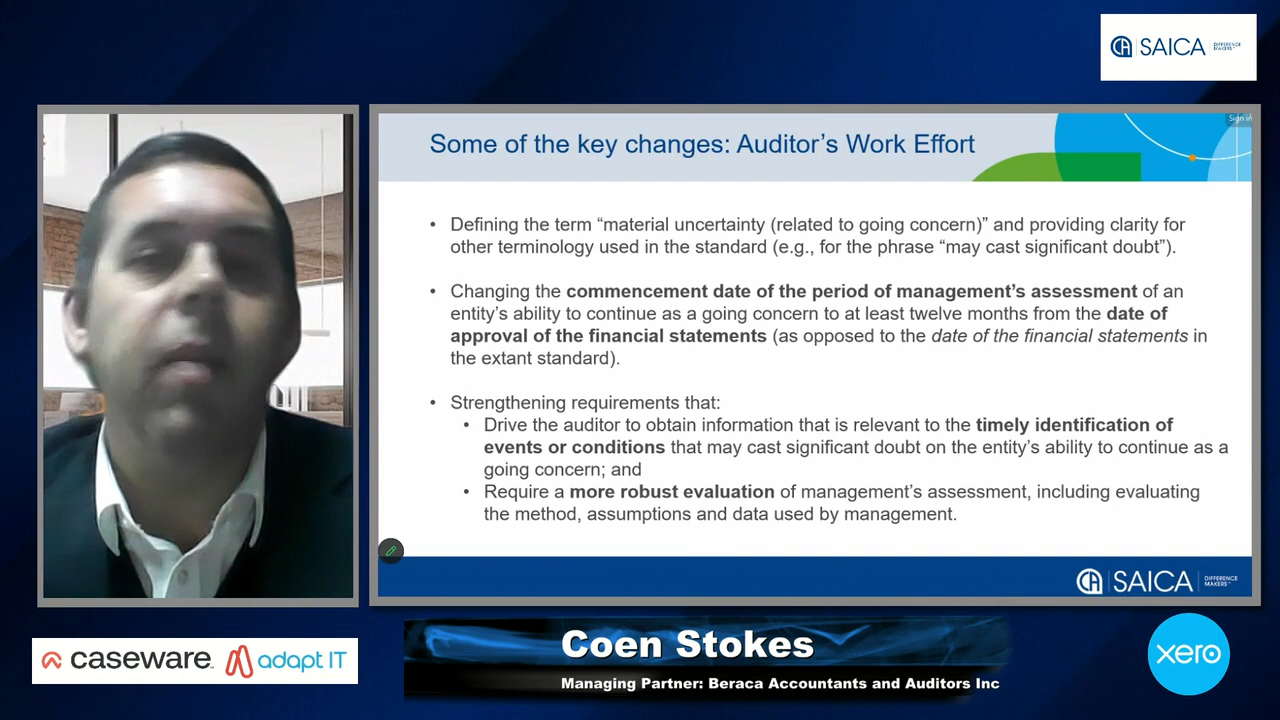 SAICA
DIFFERENCE
MAKERS
Sign in
Some of the key changes: Auditor's Work Effort
• Defining the term “material uncertainty (related to going concern)” and providing clarity for
other terminology used in the standard (e.g., for the phrase “may cast significant doubt”).
• Changing the commencement date of the period of management's assessment of an
entity's ability to continue as a going concern to at least twelve months from the date of
approval of the financial statements (as opposed to the date of the financial statements in
the extant standard).
• Strengthening requirements that:
• Drive the auditor to obtain information that is relevant to the timely identification of
events or conditions that may cast significant doubt on the entity's ability to continue as a
going concern; and
• Require a more robust evaluation of management's assessment, including evaluating
the method, assumptions and data used by management.
SAICA
DIFFERENCE
MAKERS
caseware
adapt IT
Coen Stokes
Managing Partner: Beraca Accountants and Auditors Inc
xero